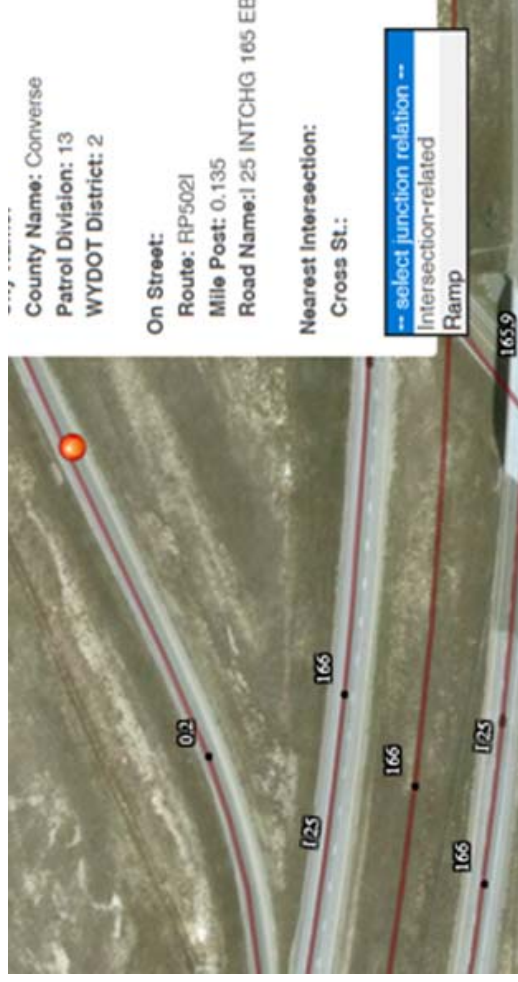 County Name: Converse
Patrol Division: 13
WYDOT District: 2
On Street:
Route: RP502I
Mile Post: 0.135
Road Name:I 25 INTCHG 165 EB
Nearest Intersection:
Cross St.:
-- select junction relation --
Intersection-related
Ramp
0.2
166
I 25
166
I 25
166
165.9